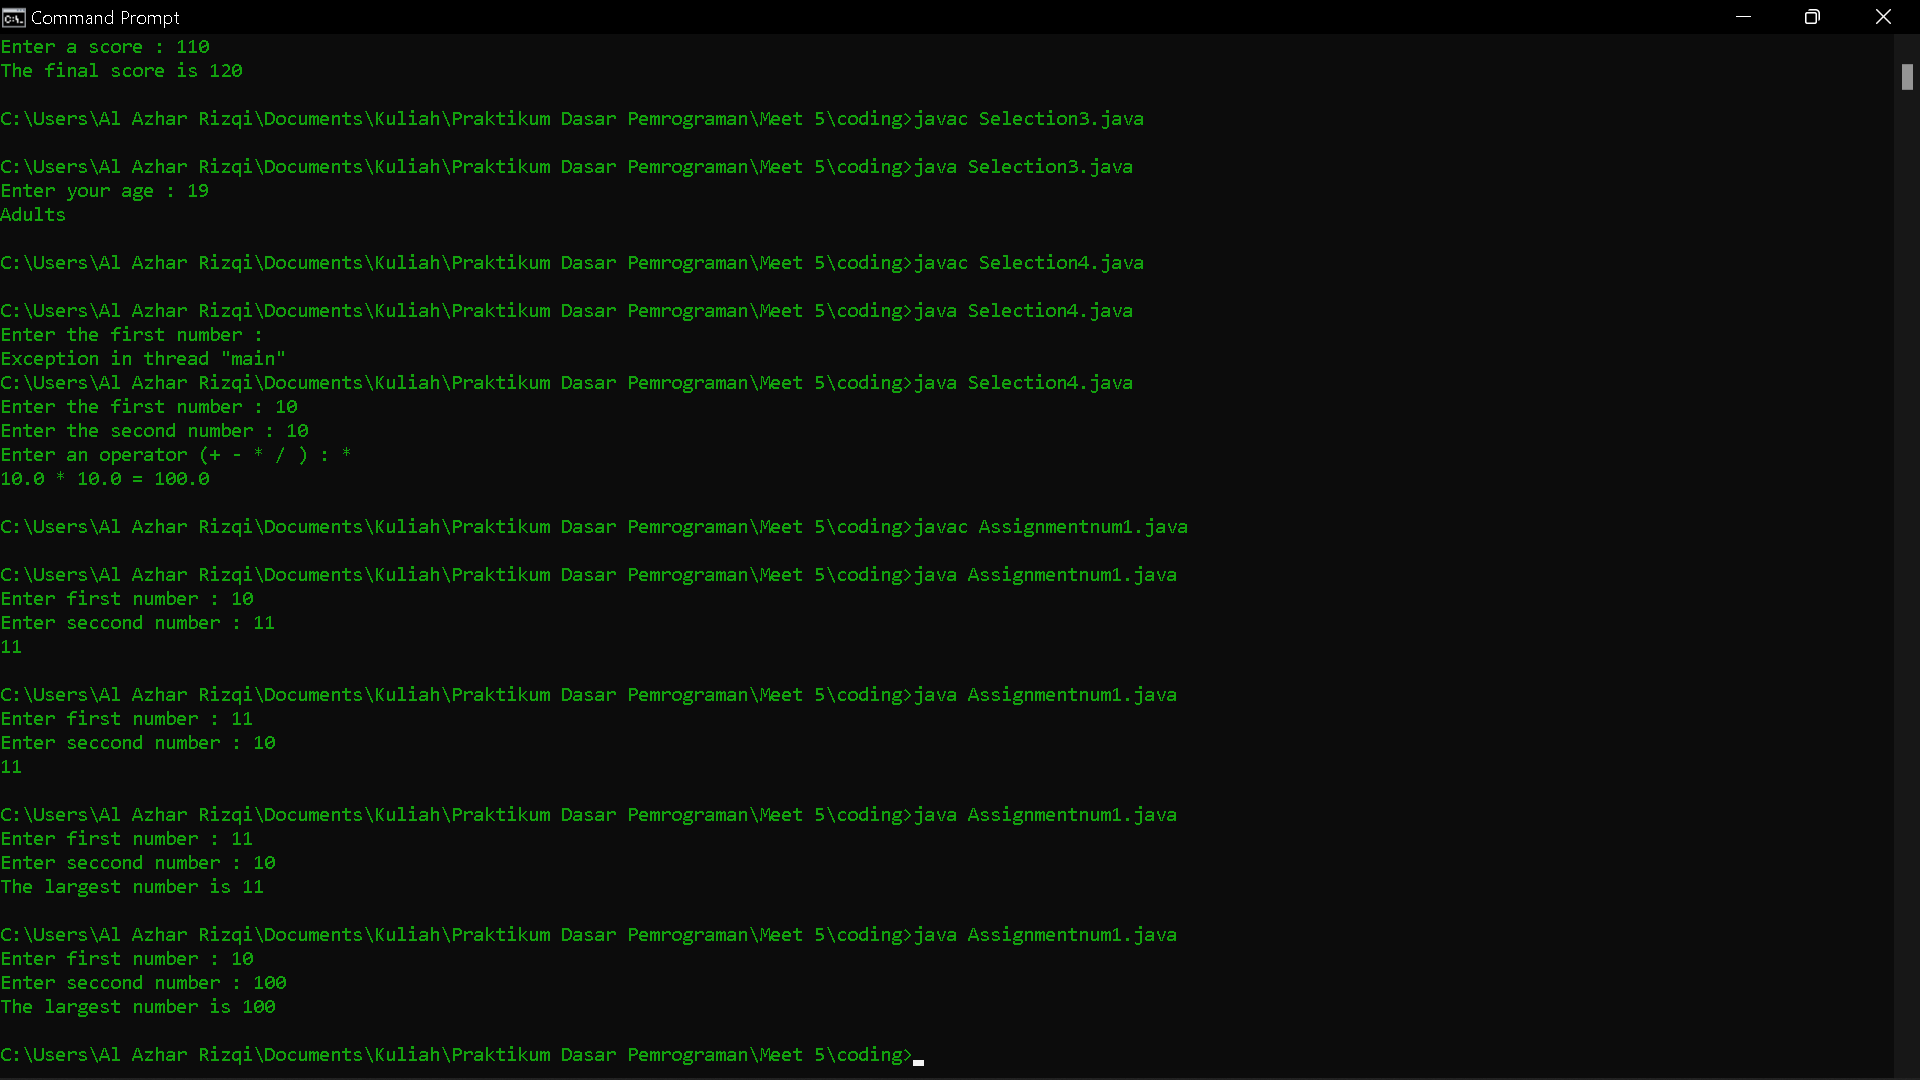 Command Prompt
Enter a score : 110
The final score is 120
C:\Users\Al Azhar Rizqi\Documents\Kuliah\Praktikum Dasar Pemrograman\Meet 5\coding>javac Selection3.java
C:\Users\Al Azhar Rizqi\Documents\Kuliah\Praktikum Dasar Pemrograman\Meet 5\coding>java Selection3.java
Enter your age : 19
Adults
C:\Users\Al Azhar Rizqi\Documents\Kuliah\Praktikum Dasar Pemrograman\Meet 5\coding>javac Selection4.java
C:\Users\Al Azhar Rizqi\Documents\Kuliah\Praktikum Dasar Pemrograman\Meet 5\coding>java Selection4.java
Enter the first number :
Exception in thread "main"
C:\Users\Al Azhar Rizqi\Documents\Kuliah\Praktikum Dasar Pemrograman\Meet 5\coding>java Selection4.java
Enter the first number : 10
Enter the second number : 10
Enter an operator (+ - * / ) : *
10.0 * 10.0 = 100.0
C:\Users\Al Azhar Rizqi\Documents\Kuliah\Praktikum Dasar Pemrograman\Meet 5\coding>javac Assignmentnum1.java
C:\Users\Al Azhar Rizqi\Documents\Kuliah\Praktikum Dasar Pemrograman\Meet 5\coding>java Assignmentnum1.java
Enter first number : 10
Enter seccond number : 11
11
C:\Users\Al Azhar Rizqi\Documents\Kuliah\Praktikum Dasar Pemrograman\Meet 5\coding>java Assignmentnum1.java
Enter first number : 11
Enter seccond number : 10
11
C:\Users\Al Azhar Rizqi\Documents\Kuliah\Praktikum Dasar Pemrograman\Meet 5\coding>java Assignmentnum1.java
Enter first number : 11
Enter seccond number : 10
The largest number is 11
C:\Users\Al Azhar Rizqi\Documents\Kuliah\Praktikum Dasar Pemrograman\Meet 5\coding>java Assignmentnum1.java
Enter first number : 10
Enter seccond number : 100
The largest number is 100
C:\Users\Al Azhar Rizqi\Documents\Kuliah\Praktikum Dasar Pemrograman\Meet 5\coding>